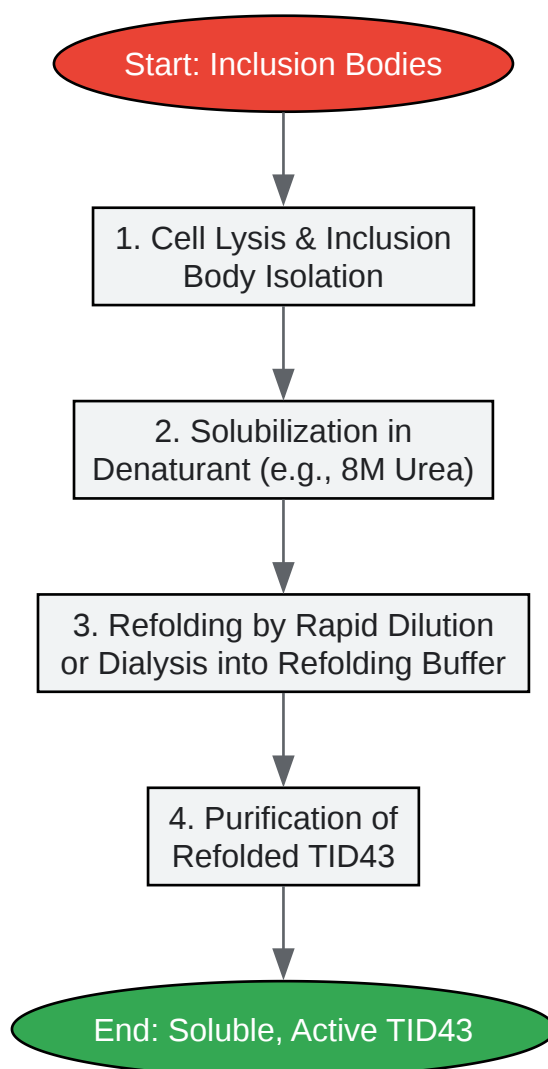 Start: Inclusion Bodies
1. Cell Lysis & Inclusion
Body Isolation
2. Solubilization in
Denaturant (e.g., 8M Urea)
3. Refolding by Rapid Dilution
or Dialysis into Refolding Buffer
4. Purification of
Refolded TID43
End: Soluble, Active TID43